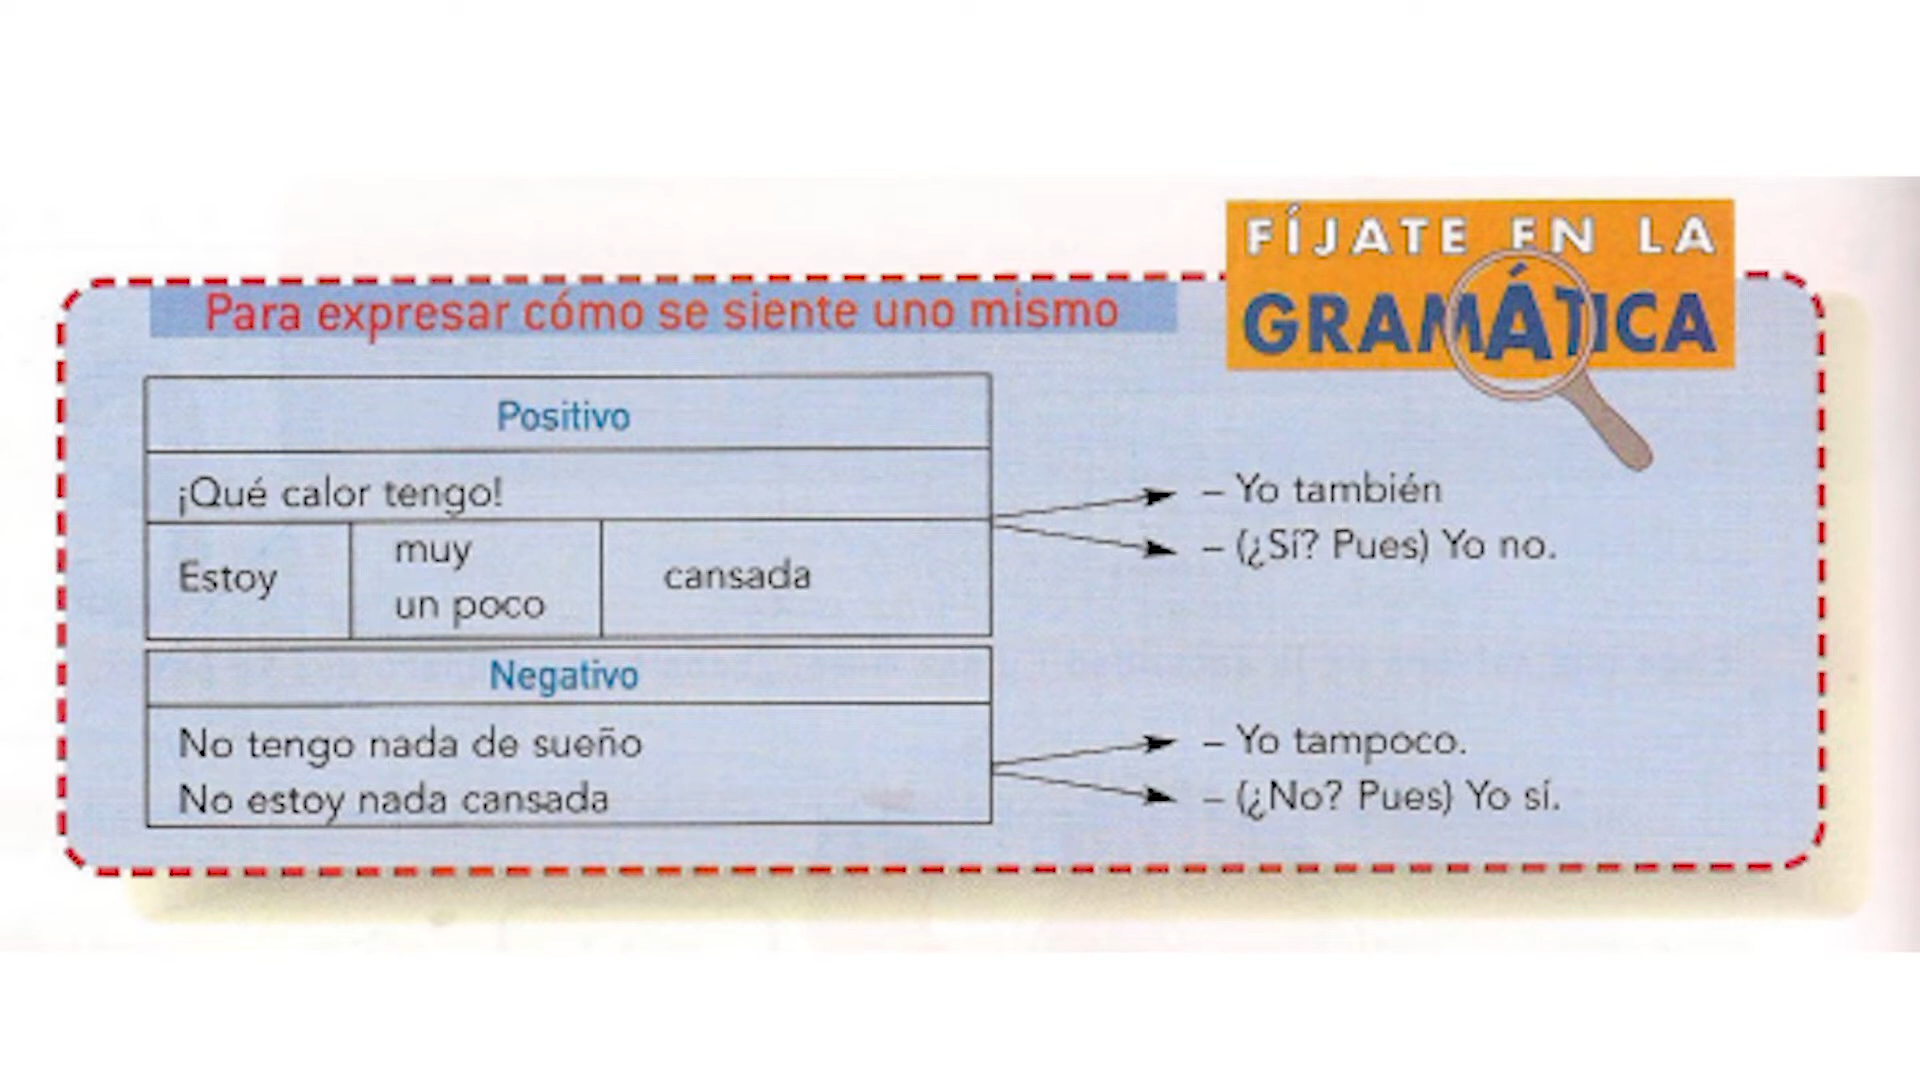 FÍJATE EN LA
GRAMÁTICA
Para expresar cómo se siente uno mismo
Positivo
¡Qué calor tengo!
Estoy
muy
un poco
cansada
– Yo también
– (¿Sí? Pues) Yo no.
Negativo
No tengo nada de sueño
No estoy nada cansada
– Yo tampoco.
– (¿No? Pues) Yo sí.